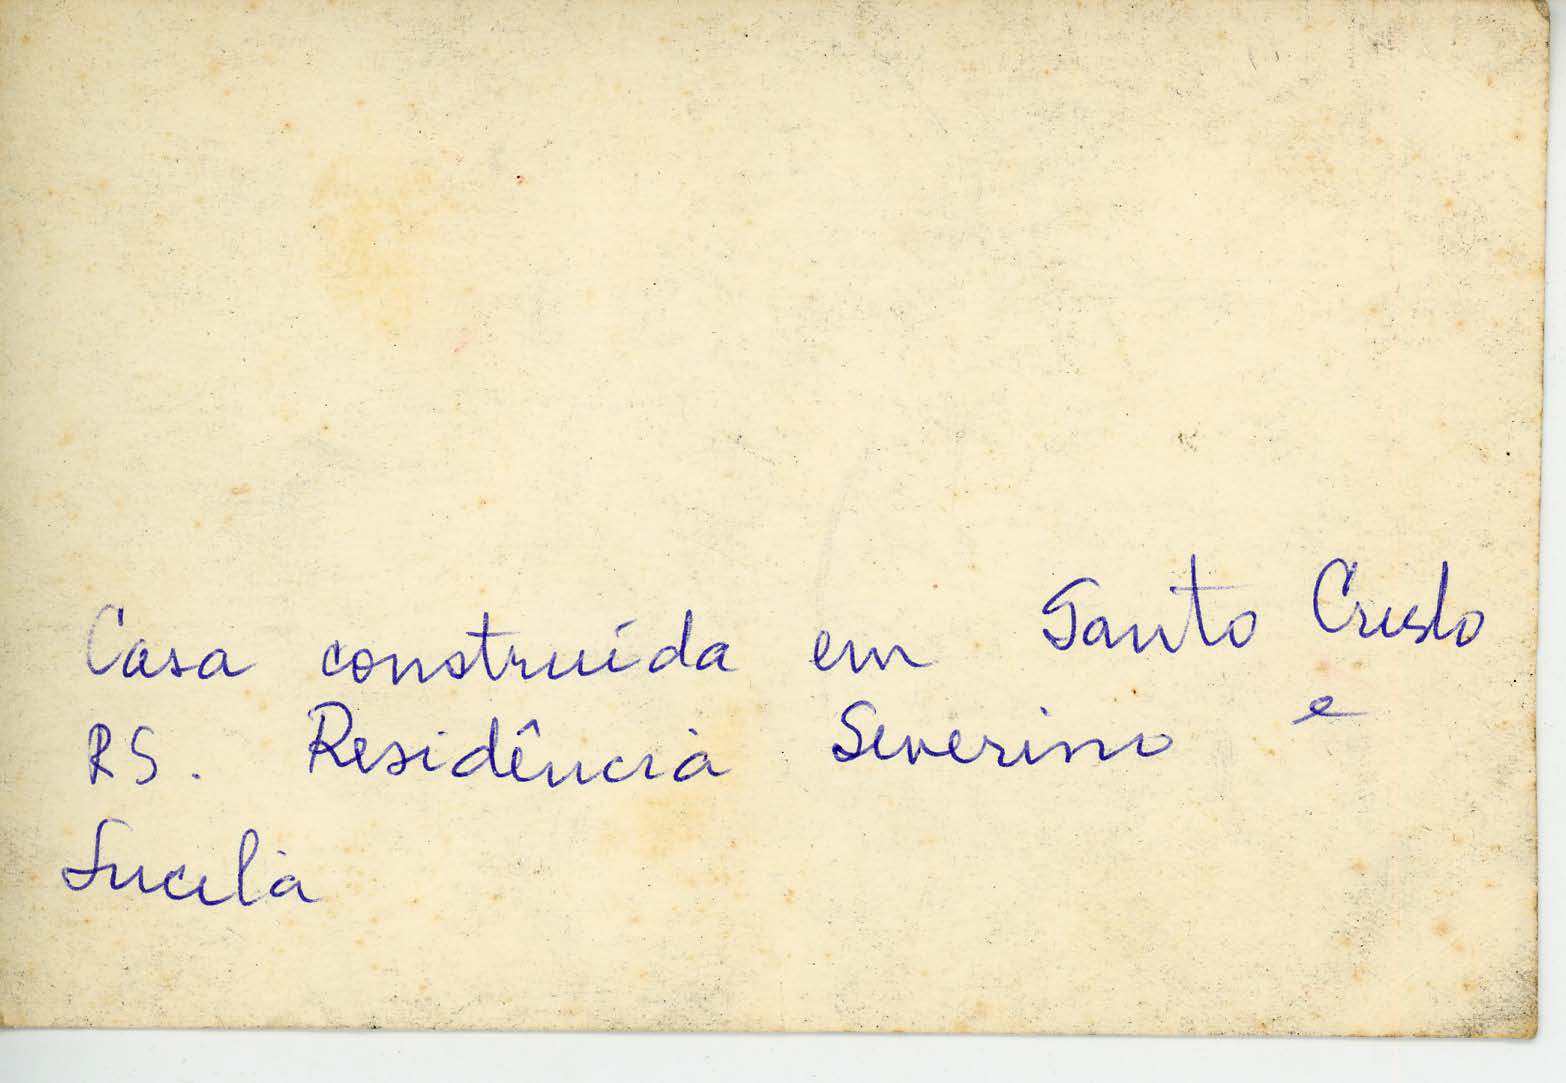 Casa construída em Santo Cristo
RS. Residência Severino e
Lucila